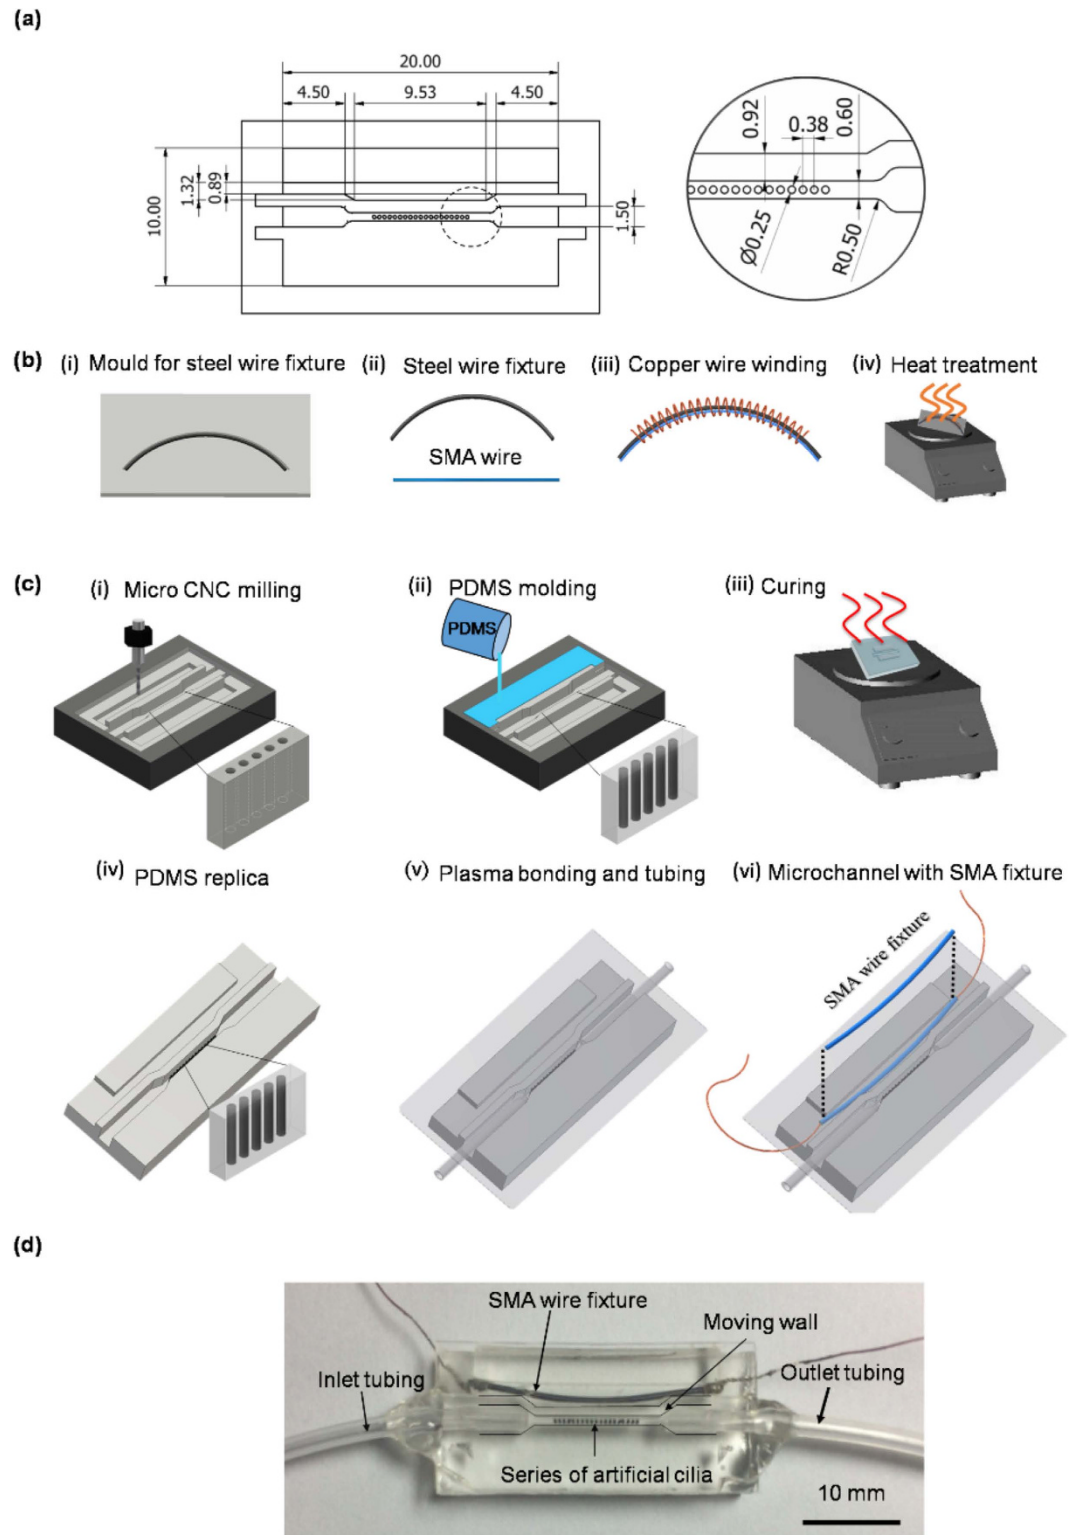 (a)
20.00
4.50
9.53
4.50
1.32
0.89
10.00
1.50
0.92
0.38
0.60
Ø0.25
R0.50
(b)
(i) Mould for steel wire fixture
(ii) Steel wire fixture
SMA wire
(iii) Copper wire winding
(iv) Heat treatment
(c)
(i) Micro CNC milling
(ii) PDMS molding
PDMS
(iii) Curing
(iv) PDMS replica
(v) Plasma bonding and tubing
(vi) Microchannel with SMA fixture
SMA wire fixture
(d)
SMA wire fixture
Moving wall
Inlet tubing
Outlet tubing
Series of artificial cilia
10 mm